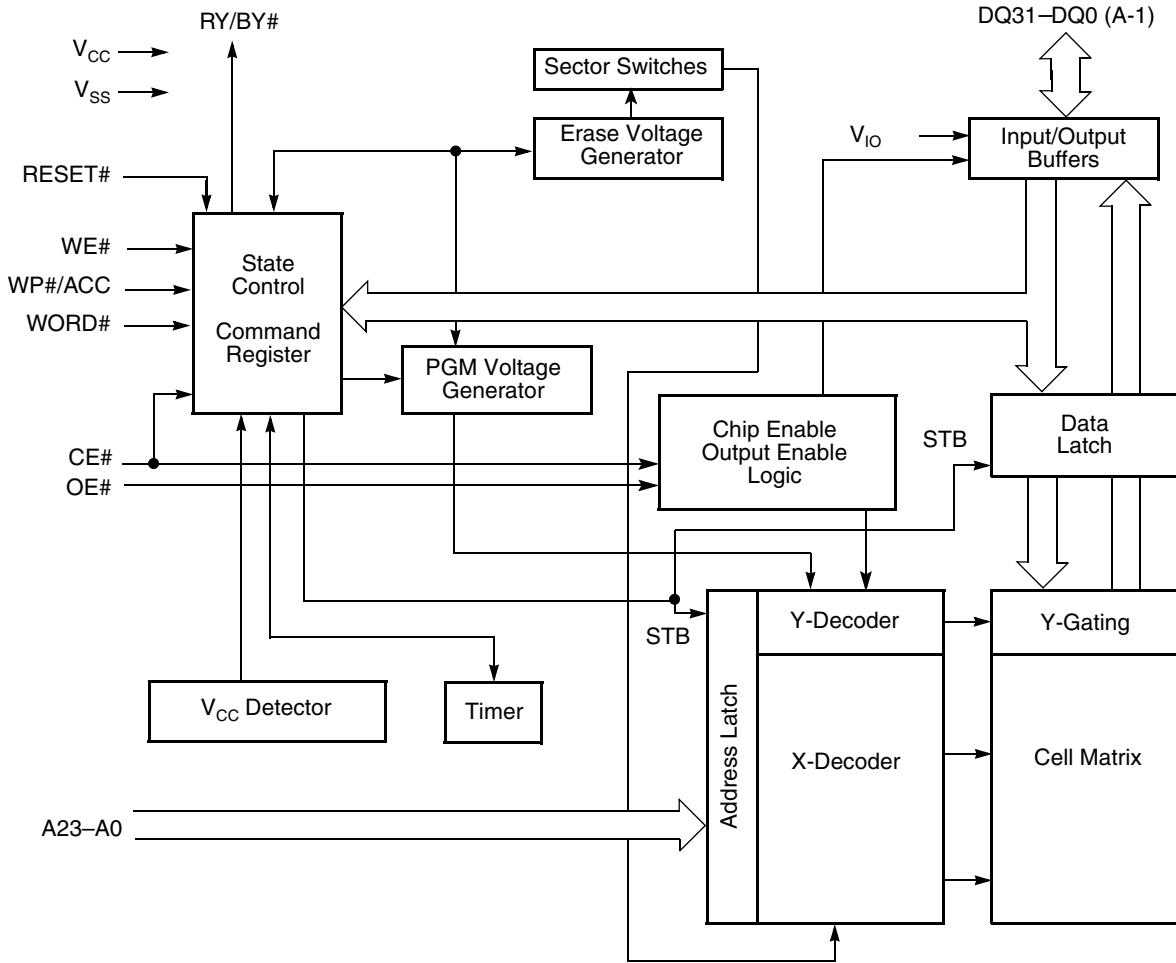 RY/BY#
DQ31–DQ0 (A-1)
VCC
VSS
Sector Switches
Erase Voltage
Generator
VIO
Input/Output
Buffers
RESET#
WE#
WP#/ACC
WORD#
State
Control
Command
Register
PGM Voltage
Generator
CE#
OE#
Chip Enable
Output Enable
Logic
STB
Data
Latch
STB
Y-Decoder
Y-Gating
VCC Detector
Timer
Address Latch
X-Decoder
Cell Matrix
A23–A0